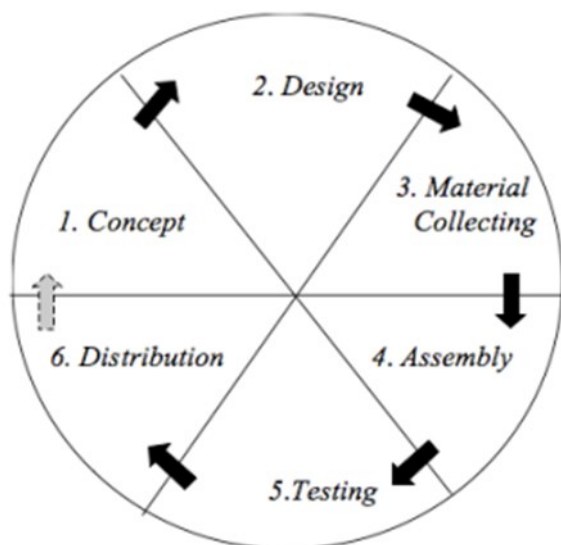 1. Concept
2. Design
3. Material
Collecting
4. Assembly
5.Testing
6. Distribution